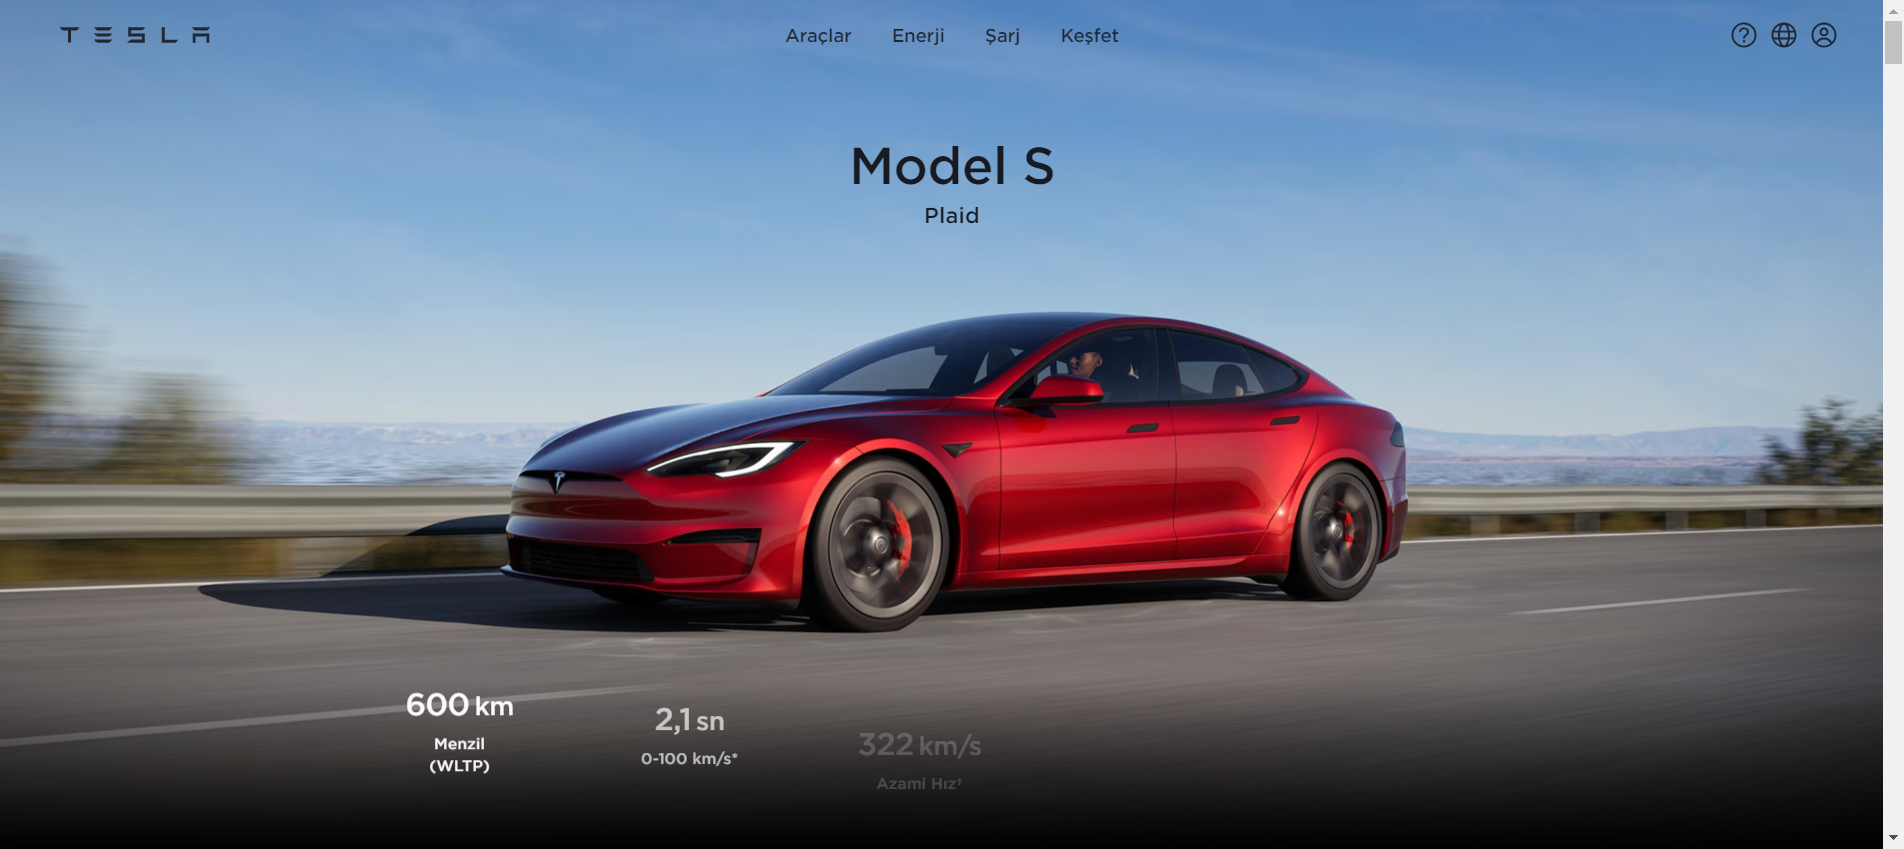 TESLA
Araçlar Enerji Şarj Keşfet
Model S
Plaid
600 km
Menzil
(WLTP)
2,1 sn
0-100 km/s*
322 km/s
Azami Hız†